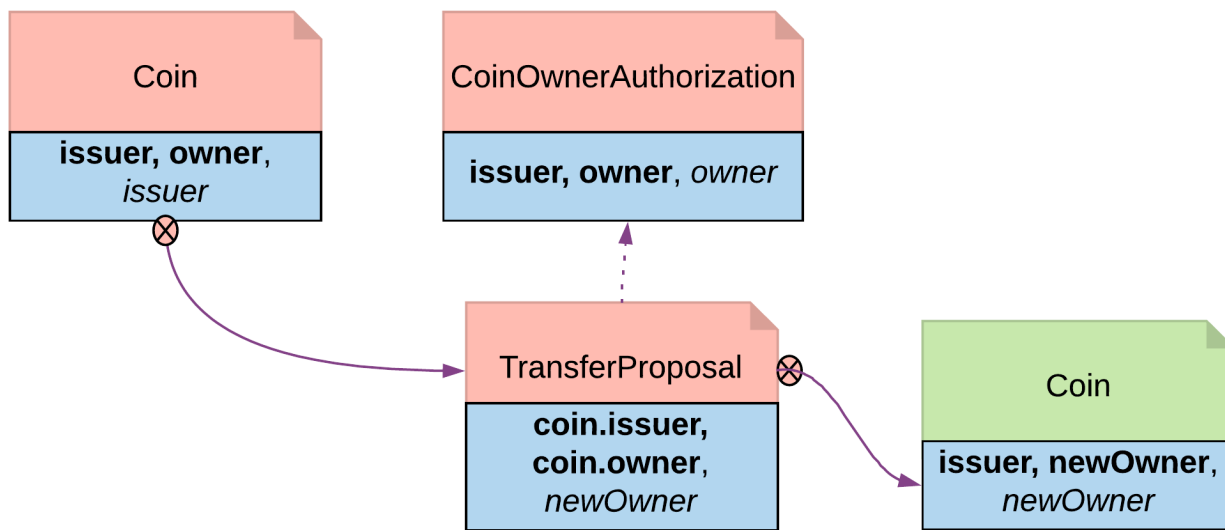 Coin
issuer, owner,
issuer
CoinOwnerAuthorization
issuer, owner, owner
TransferProposal
coin.issuer,
coin.owner,
newOwner
Coin
issuer, newOwner,
newOwner